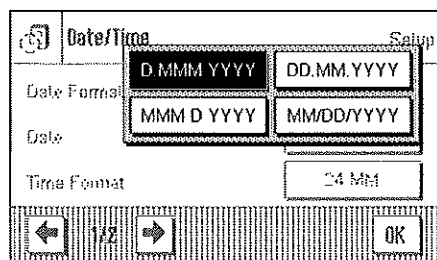 Date/Time Setup
D.MMM YYYY DD.MM.YYYY
Date Format
MMM D YYYY MM/DD/YYYY
Date
Time Format 24 MM
1/2 OK